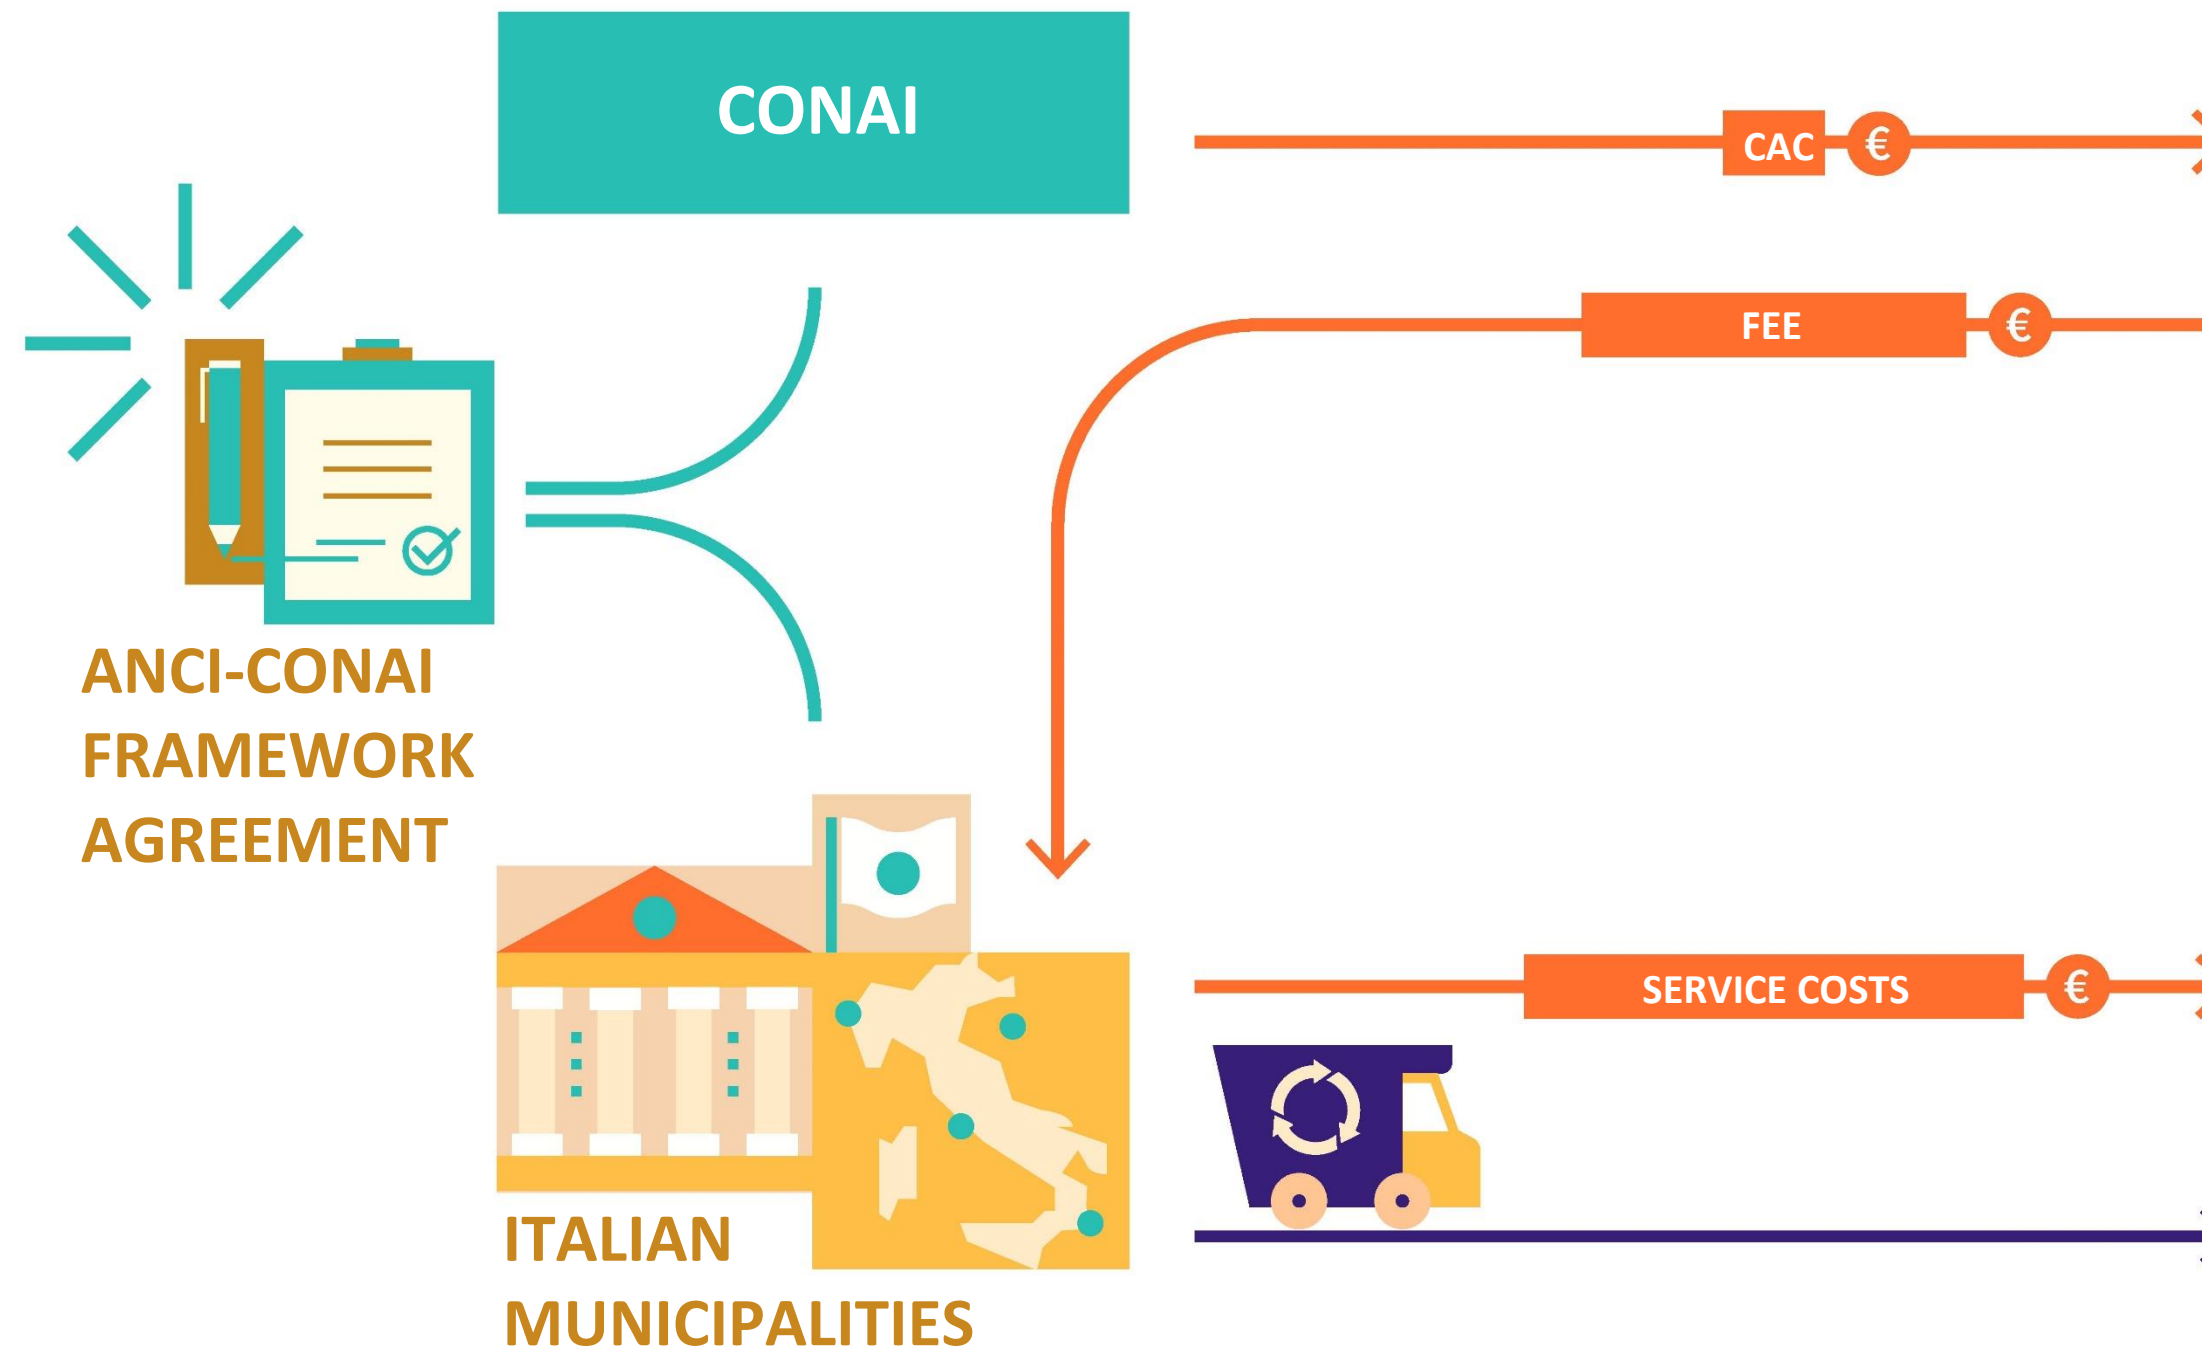 CONAI
CAC €
FEE €
ANCI-CONAI
FRAMEWORK
AGREEMENT
SERVICE COSTS €
ITALIAN
MUNICIPALITIES